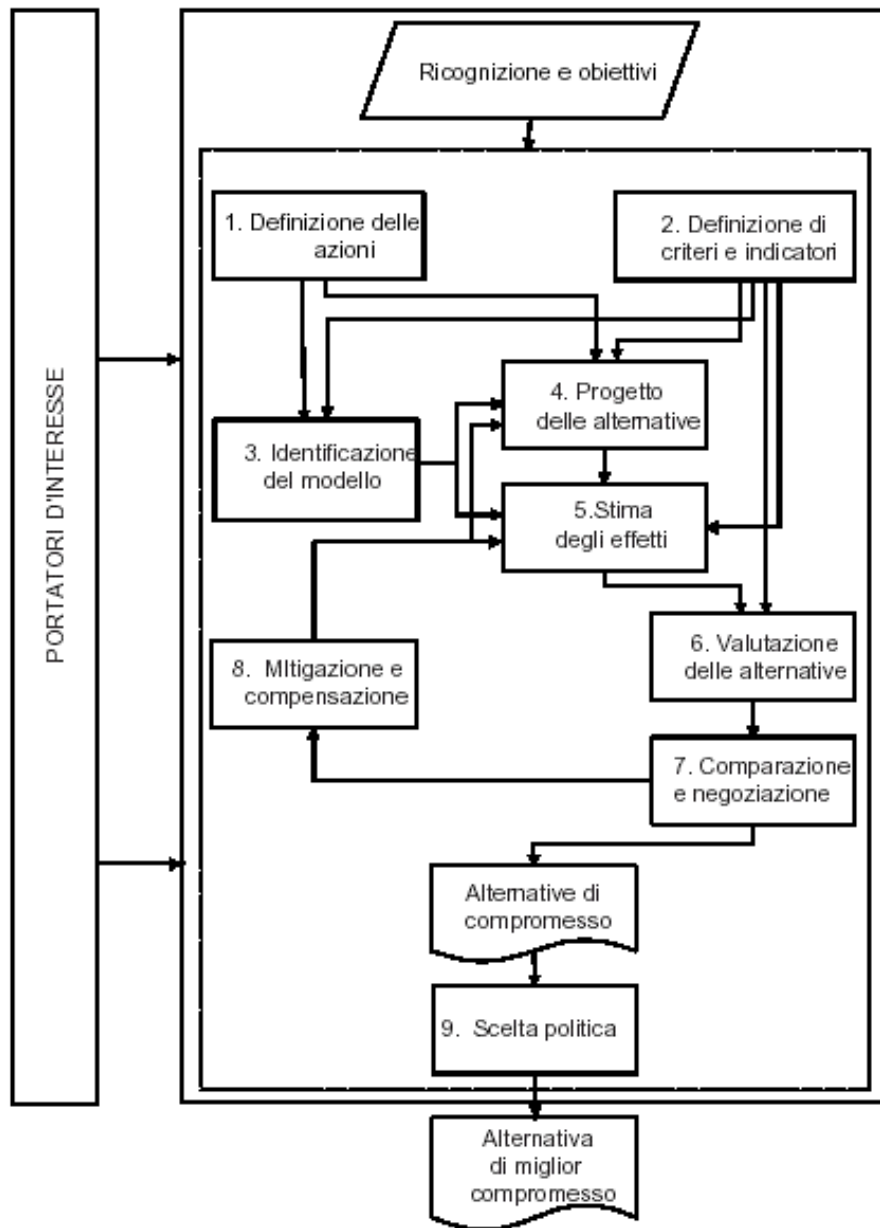 PORTATORI D'INTERESSE
Ricognizione e obiettivi
1. Definizione delle
azioni
2. Definizione di
criteri e indicatori
3. Identificazione
del modello
4. Progetto
delle alternative
5.Stima
degli effetti
6. Valutazione
delle alternative
7. Comparazione
e negoziazione
8. MItigazione e
compensazione
Alternative di
compromesso
9. Scelta politica
Alternativa
di miglior
compromesso